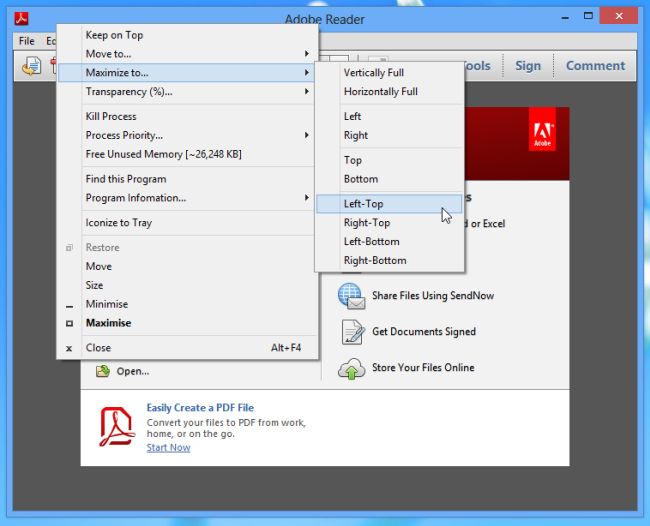 Adobe Reader
File
Sign
Comment
Keep on Top
Move to...
Maximize to...
Transparency (%)...
Kill Process
Process Priority...
Free Unused Memory [~26,248 KB]
Find this Program
Program Infomation...
Iconize to Tray
Restore
Move
Size
Minimise
Maximise
Close Alt+F4
Vertically Full
Horizontally Full
Left
Right
Top
Bottom
Left-Top
Right-Top
Left-Bottom
Right-Bottom
Adobe
or Excel
Share Files Using SendNow
Get Documents Signed
Store Your Files Online
Open...
Easily Create a PDF File
Convert your files to PDF from work,
home, or on the go.
Start Now